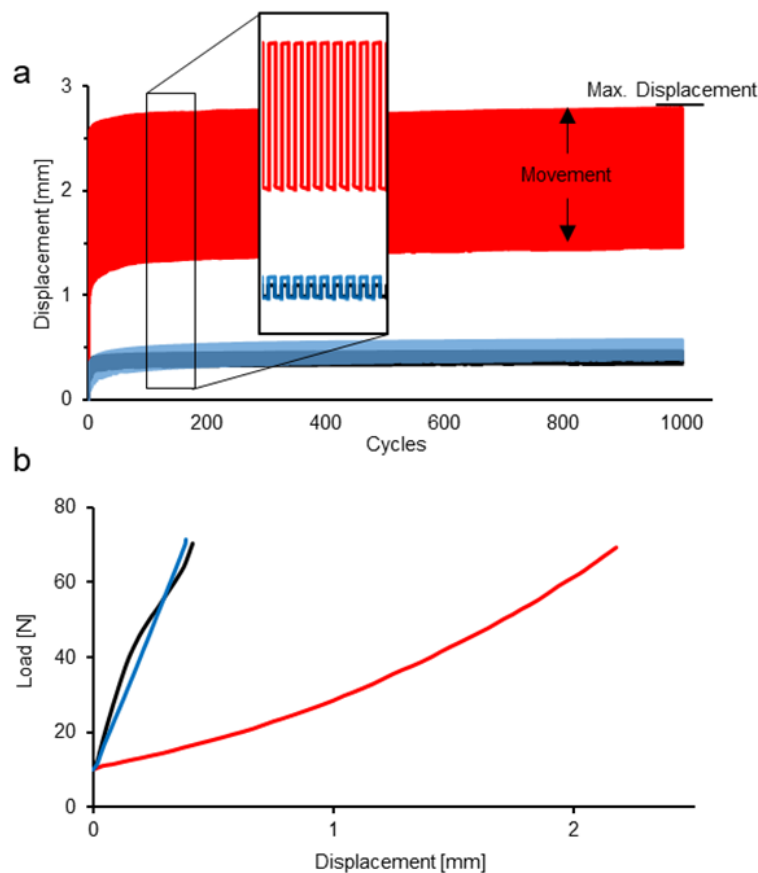 a
3
Max. Displacement
Displacement [mm]
2
Movement
1
0
0 200 400 600 800 1000
Cycles
b
80
60
Load [N]
40
20
0
0 1 2
Displacement [mm]